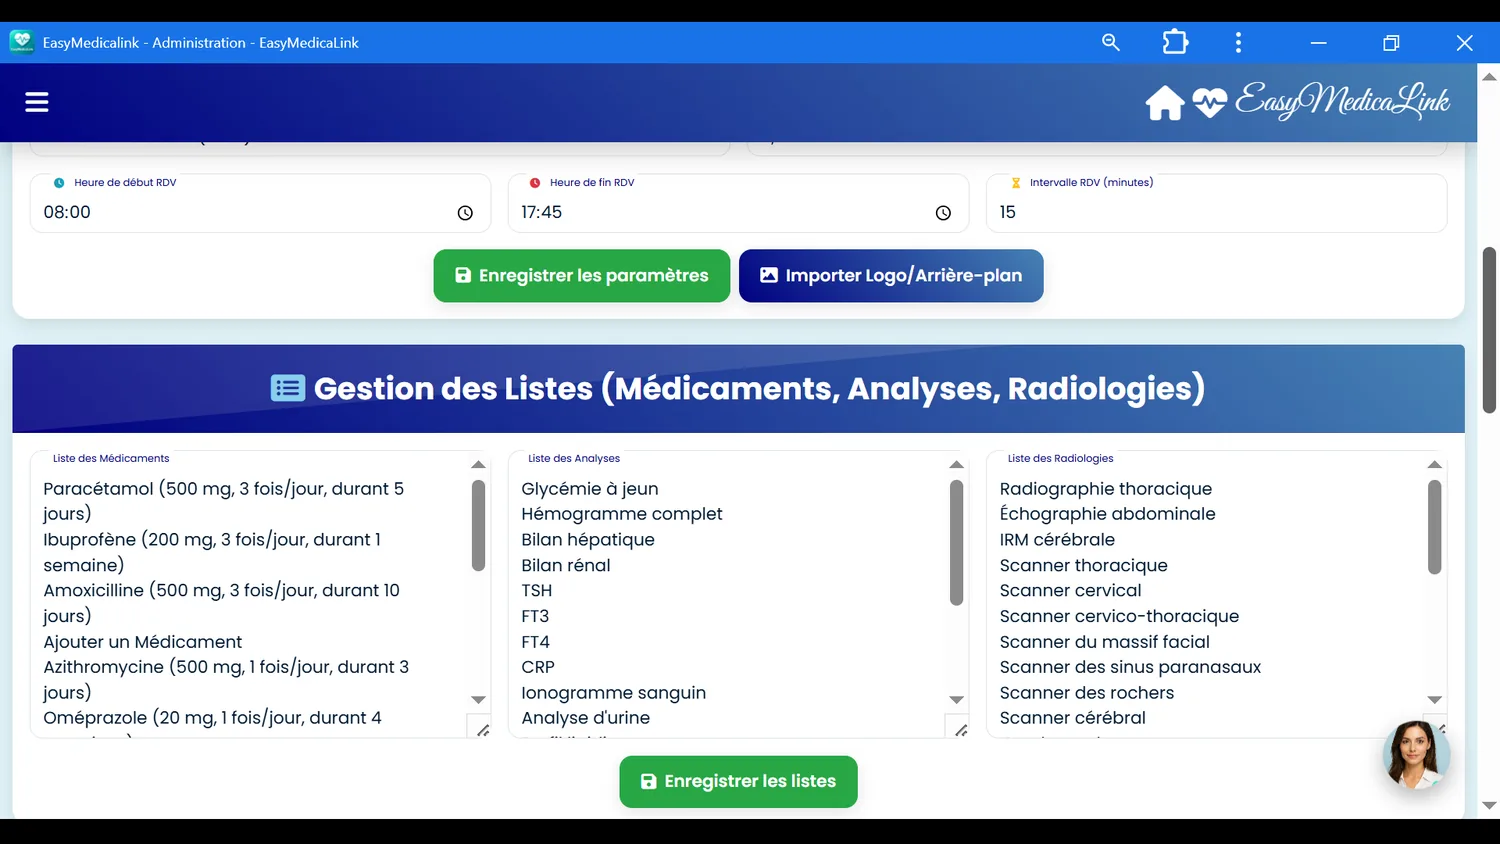 EasyMedicalink - Administration - EasyMedicaLink
EasyMedicaLink
Heure de début RDV
08:00
Heure de fin RDV
17:45
Intervalle RDV (minutes)
15
Enregistrer les paramètres
Importer Logo/Arrière-plan
Gestion des Listes (Médicaments, Analyses, Radiologies)
Liste des Médicaments
Paracétamol (500 mg, 3 fois/jour, durant 5
jours)
Ibuprofène (200 mg, 3 fois/jour, durant 1
semaine)
Amoxicilline (500 mg, 3 fois/jour, durant 10
jours)
Ajouter un Médicament
Azithromycine (500 mg, 1 fois/jour, durant 3
jours)
Oméprazole (20 mg, 1 fois/jour, durant 4
Liste des Analyses
Glycémie à jeun
Hémogramme complet
Bilan hépatique
Bilan rénal
TSH
FT3
FT4
CRP
Ionogramme sanguin
Analyse d'urine
Liste des Radiologies
Radiographie thoracique
Échographie abdominale
IRM cérébrale
Scanner thoracique
Scanner cervical
Scanner cervico-thoracique
Scanner du massif facial
Scanner des sinus paranasaux
Scanner des rochers
Scanner cérébral
Enregistrer les listes